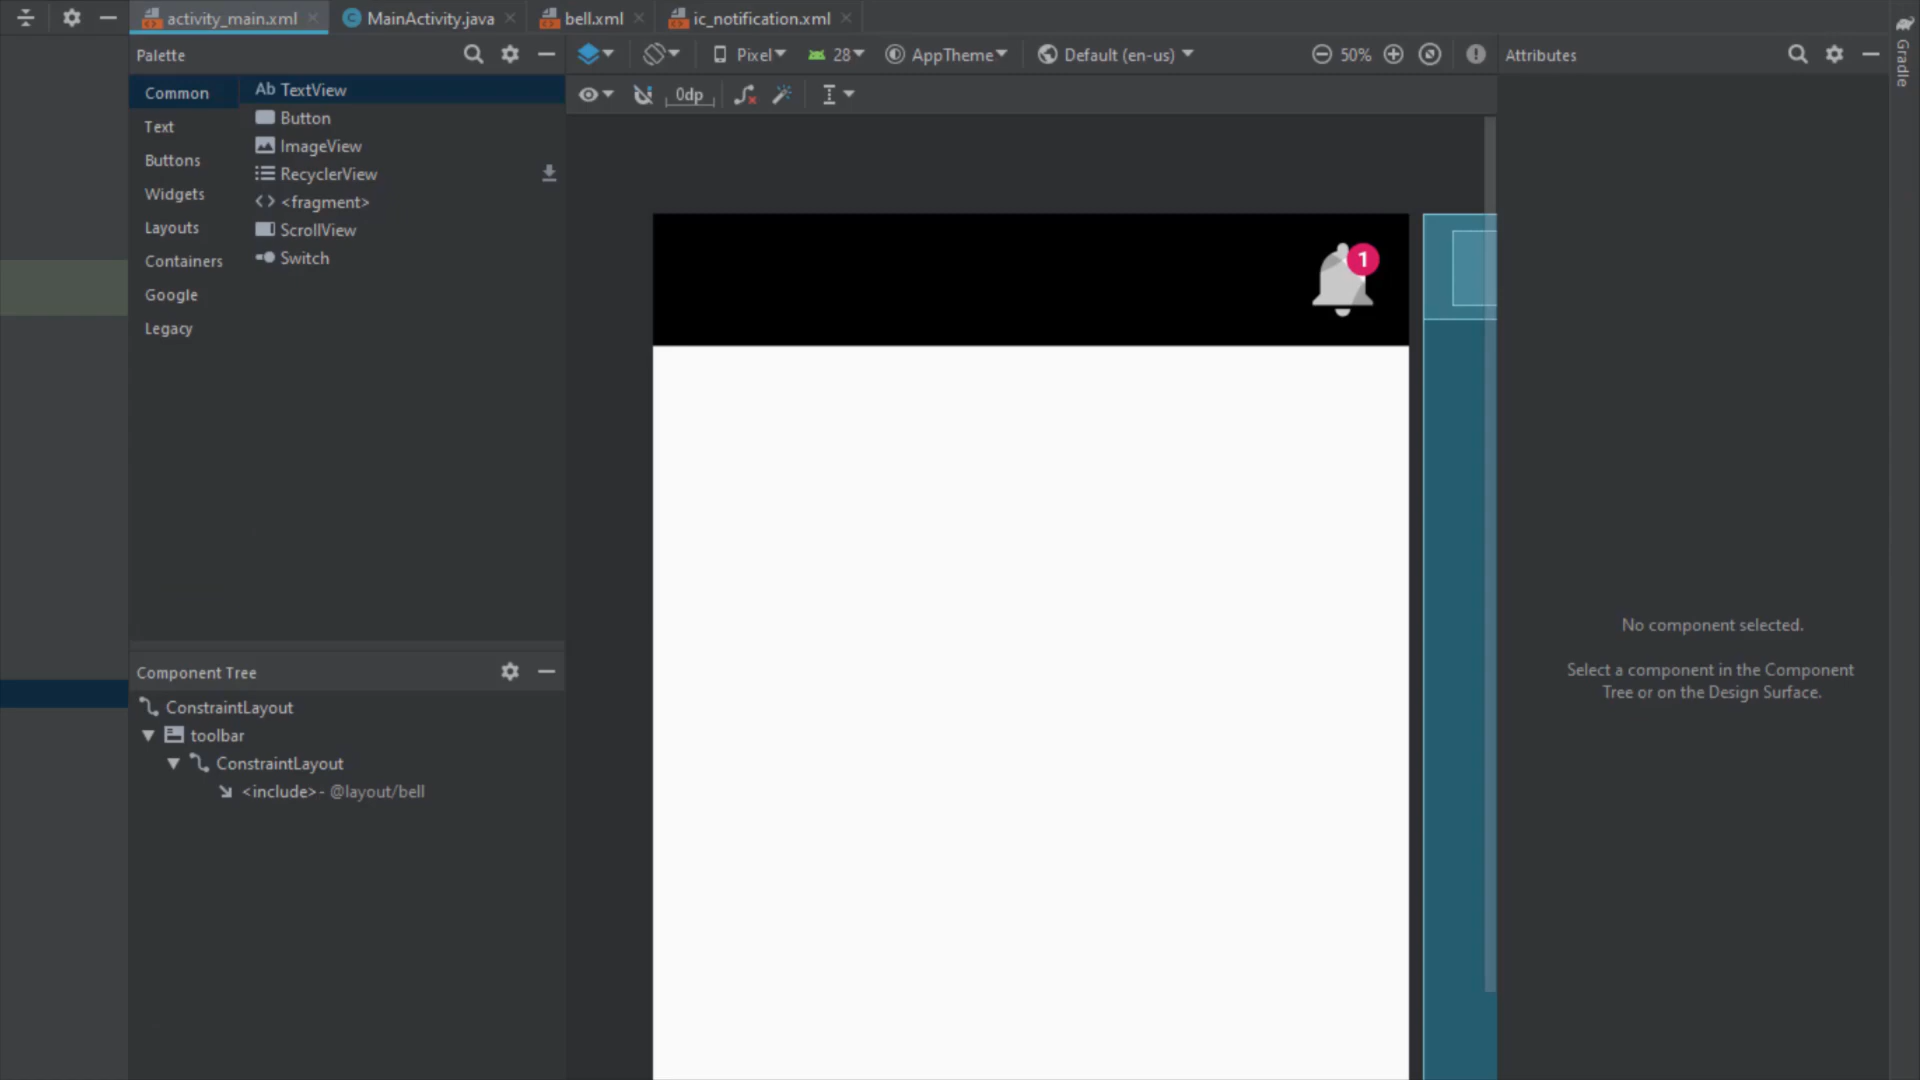 activity_main.xml
MainActivity.java
bell.xml
ic_notification.xml
Palette
Pixel
28
AppTheme
Default (en-us)
50%
Attributes
Gradle
Common
Text
Buttons
Widgets
Layouts
Containers
Google
Legacy
Ab TextView
Button
ImageView
RecyclerView
<fragment>
ScrollView
Switch
0dp
1
Component Tree
ConstraintLayout
toolbar
ConstraintLayout
<include>- @layout/bell
No component selected.
Select a component in the Component
Tree or on the Design Surface.